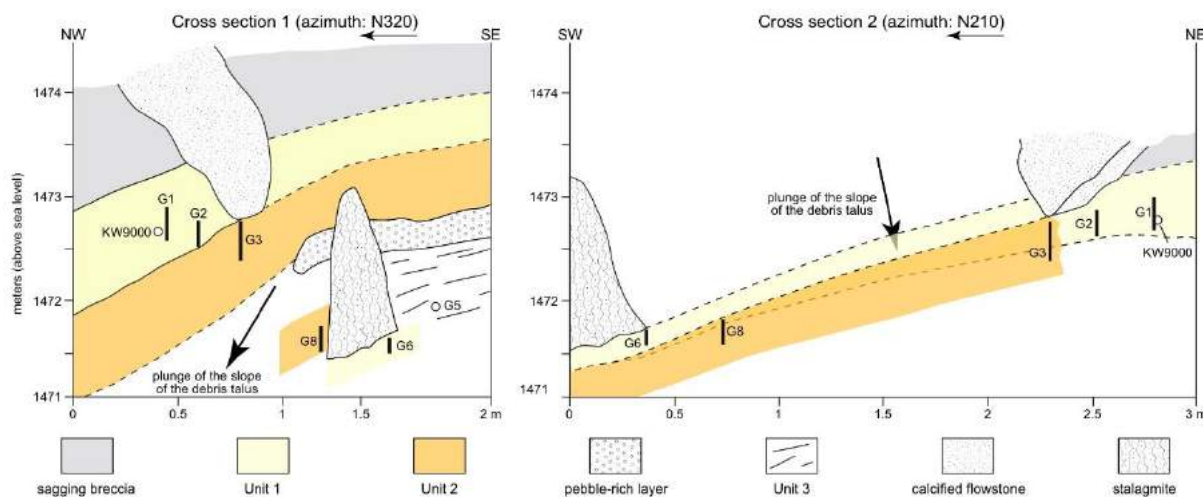 Cross section 1 (azimuth: N320)
NW
SE
1474
1473
1472
1471
meters (above sea level)
G1
G2
KW9000
G3
G5
G8
G6
plunge of the slope
of the debris talus
0
0.5
1
1.5
2 m
Cross section 2 (azimuth: N210)
SW
NE
1474
1473
1472
1471
plunge of the slope
of the debris talus
G1
G2
G3
KW9000
G8
G6
0
0.5
1
1.5
2
2.5
3 m
sagging breccia
Unit 1
Unit 2
pebble-rich layer
Unit 3
calcified flowstone
stalagmite